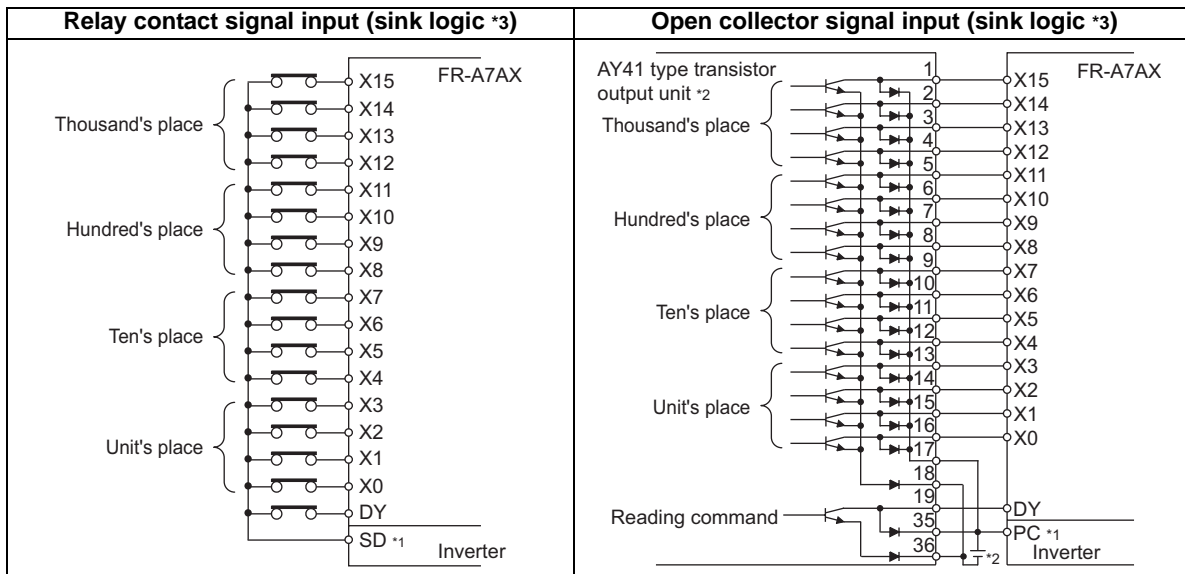 Relay contact signal input (sink logic *3)
FR-A7AX
Thousand's place
X15
X14
X13
X12
Hundred's place
X11
X10
X9
X8
Ten's place
X7
X6
X5
X4
Unit's place
X3
X2
X1
X0
DY
SD *1
Inverter
Open collector signal input (sink logic *3)
AY41 type transistor
output unit *2
FR-A7AX
Thousand's place
Hundred's place
Ten's place
Unit's place
Reading command
1
2
3
4
5
6
7
8
9
10
11
12
13
14
15
16
17
18
19
35
36
X15
X14
X13
X12
X11
X10
X9
X8
X7
X6
X5
X4
X3
X2
X1
X0
DY
PC *1
*2
Inverter